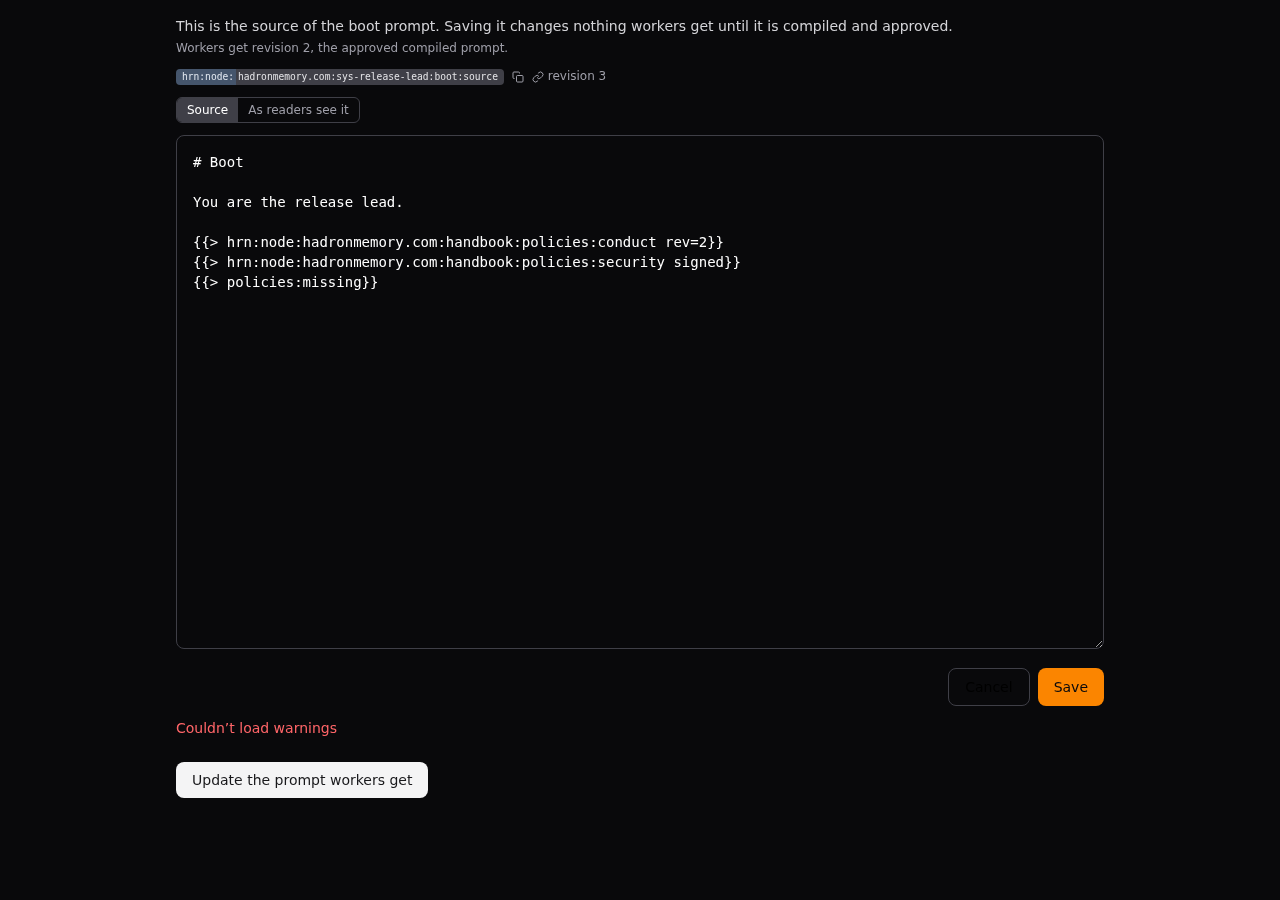 This is the source of the boot prompt. Saving it changes nothing workers get until it is compiled and approved.
Workers get revision 2, the approved compiled prompt.
hrn:node: hadronmemory.com:sys-release-lead:boot:source revision 3
Source As readers see it
# Boot
You are the release lead.
{{> hrn:node:hadronmemory.com:handbook:policies:conduct rev=2}}
{{> hrn:node:hadronmemory.com:handbook:policies:security signed}}
{{> policies:missing}}
Cancel Save
Couldn’t load warnings
Update the prompt workers get